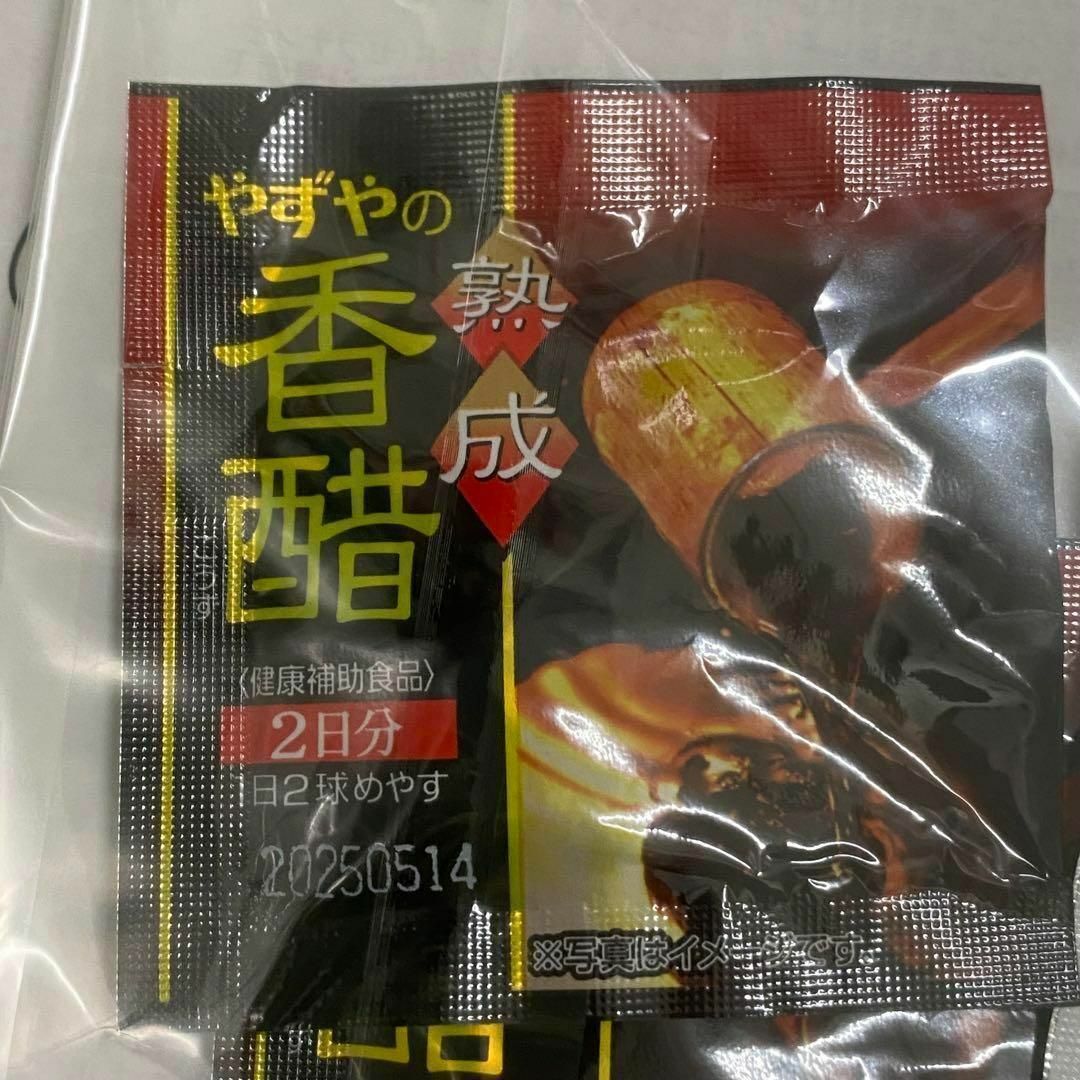 やずやの
香醋
熟成
〈健康補助食品〉
2日分
日2球めやす
20250514
※写真はイメージです